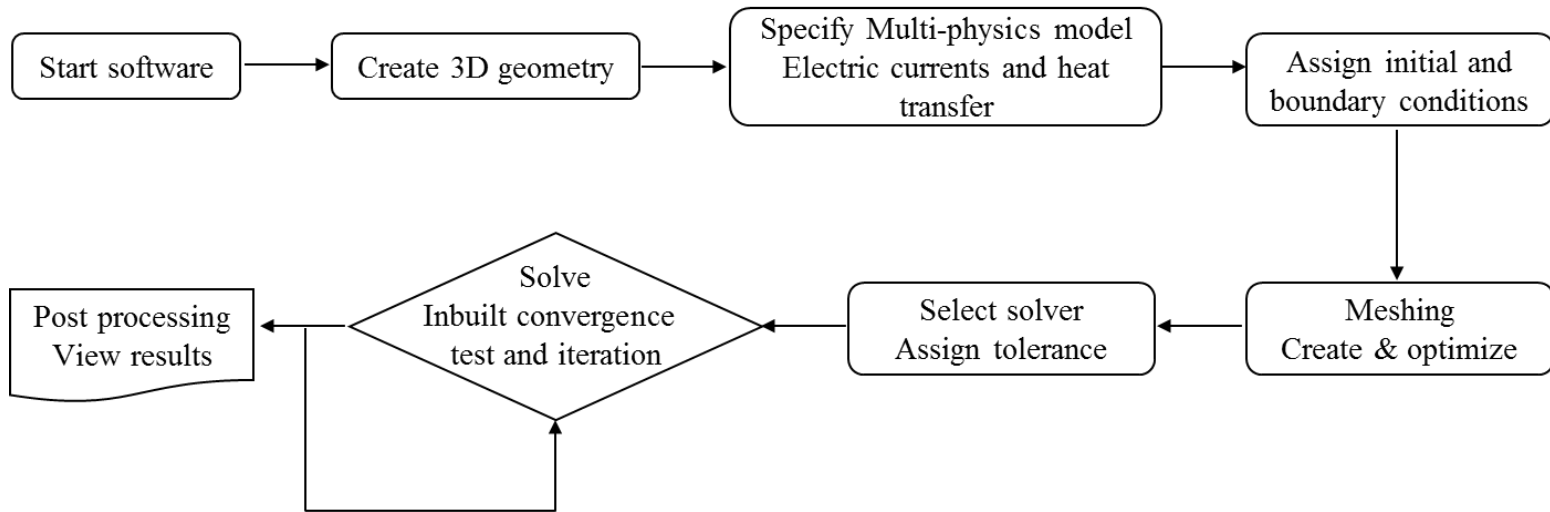 Start software
Create 3D geometry
Specify Multi-physics model
Electric currents and heat
transfer
Assign initial and
boundary conditions
Meshing
Create & optimize
Select solver
Assign tolerance
Solve
Inbuilt convergence
test and iteration
Post processing
View results